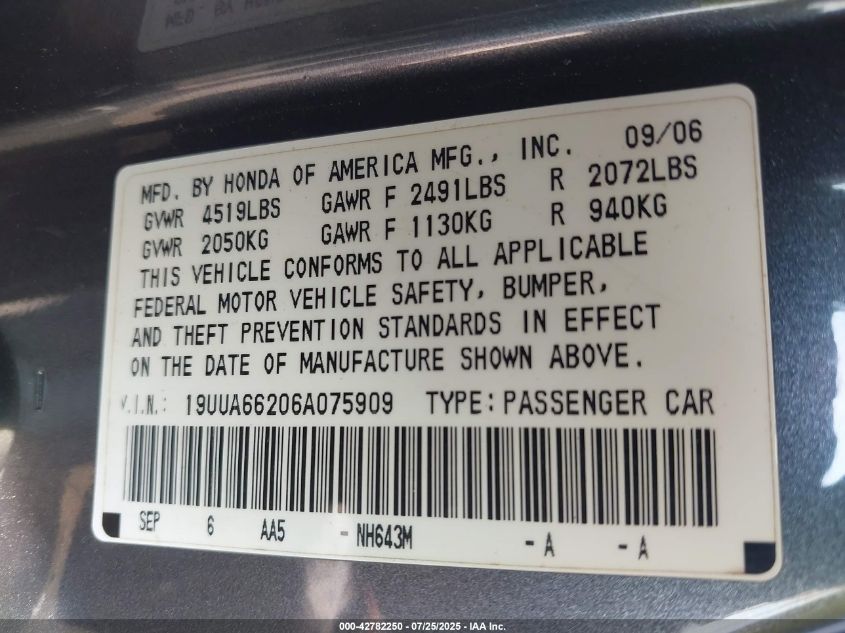 MFD. BY HONDA OF AMERICA MFG., INC. 09/06
GVWR 4519LBS GAWR F 2491LBS R 2072LBS
GVWR 2050KG GAWR F 1130KG R 940KG
THIS VEHICLE CONFORMS TO ALL APPLICABLE
FEDERAL MOTOR VEHICLE SAFETY, BUMPER,
AND THEFT PREVENTION STANDARDS IN EFFECT
ON THE DATE OF MANUFACTURE SHOWN ABOVE.
V.I.N.: 19UUA66206A075909 TYPE: PASSENGER CAR
SEP 6 AA5 - NH643M - A - A
000-42782250 - 07/25/2025 - IAA Inc.